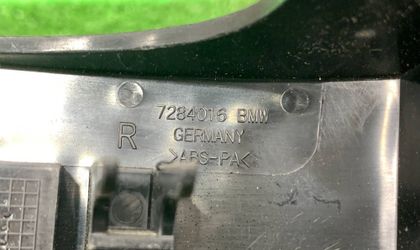 7284016 BMW
R
GERMANY
>ABS-PA<